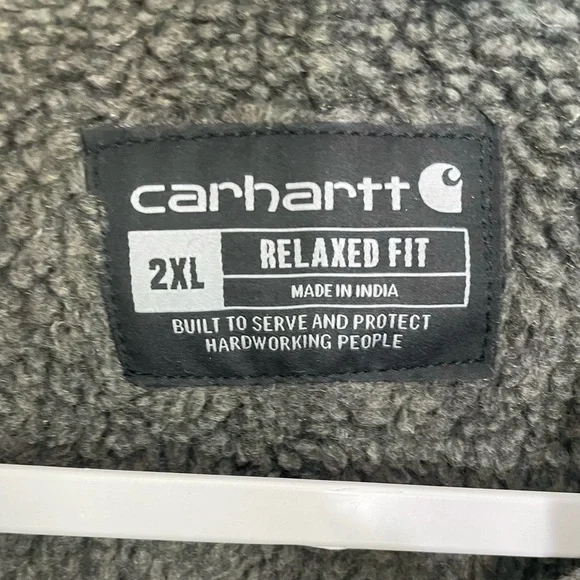 carhartt
2XL
RELAXED FIT
MADE IN INDIA
BUILT TO SERVE AND PROTECT
HARDWORKING PEOPLE